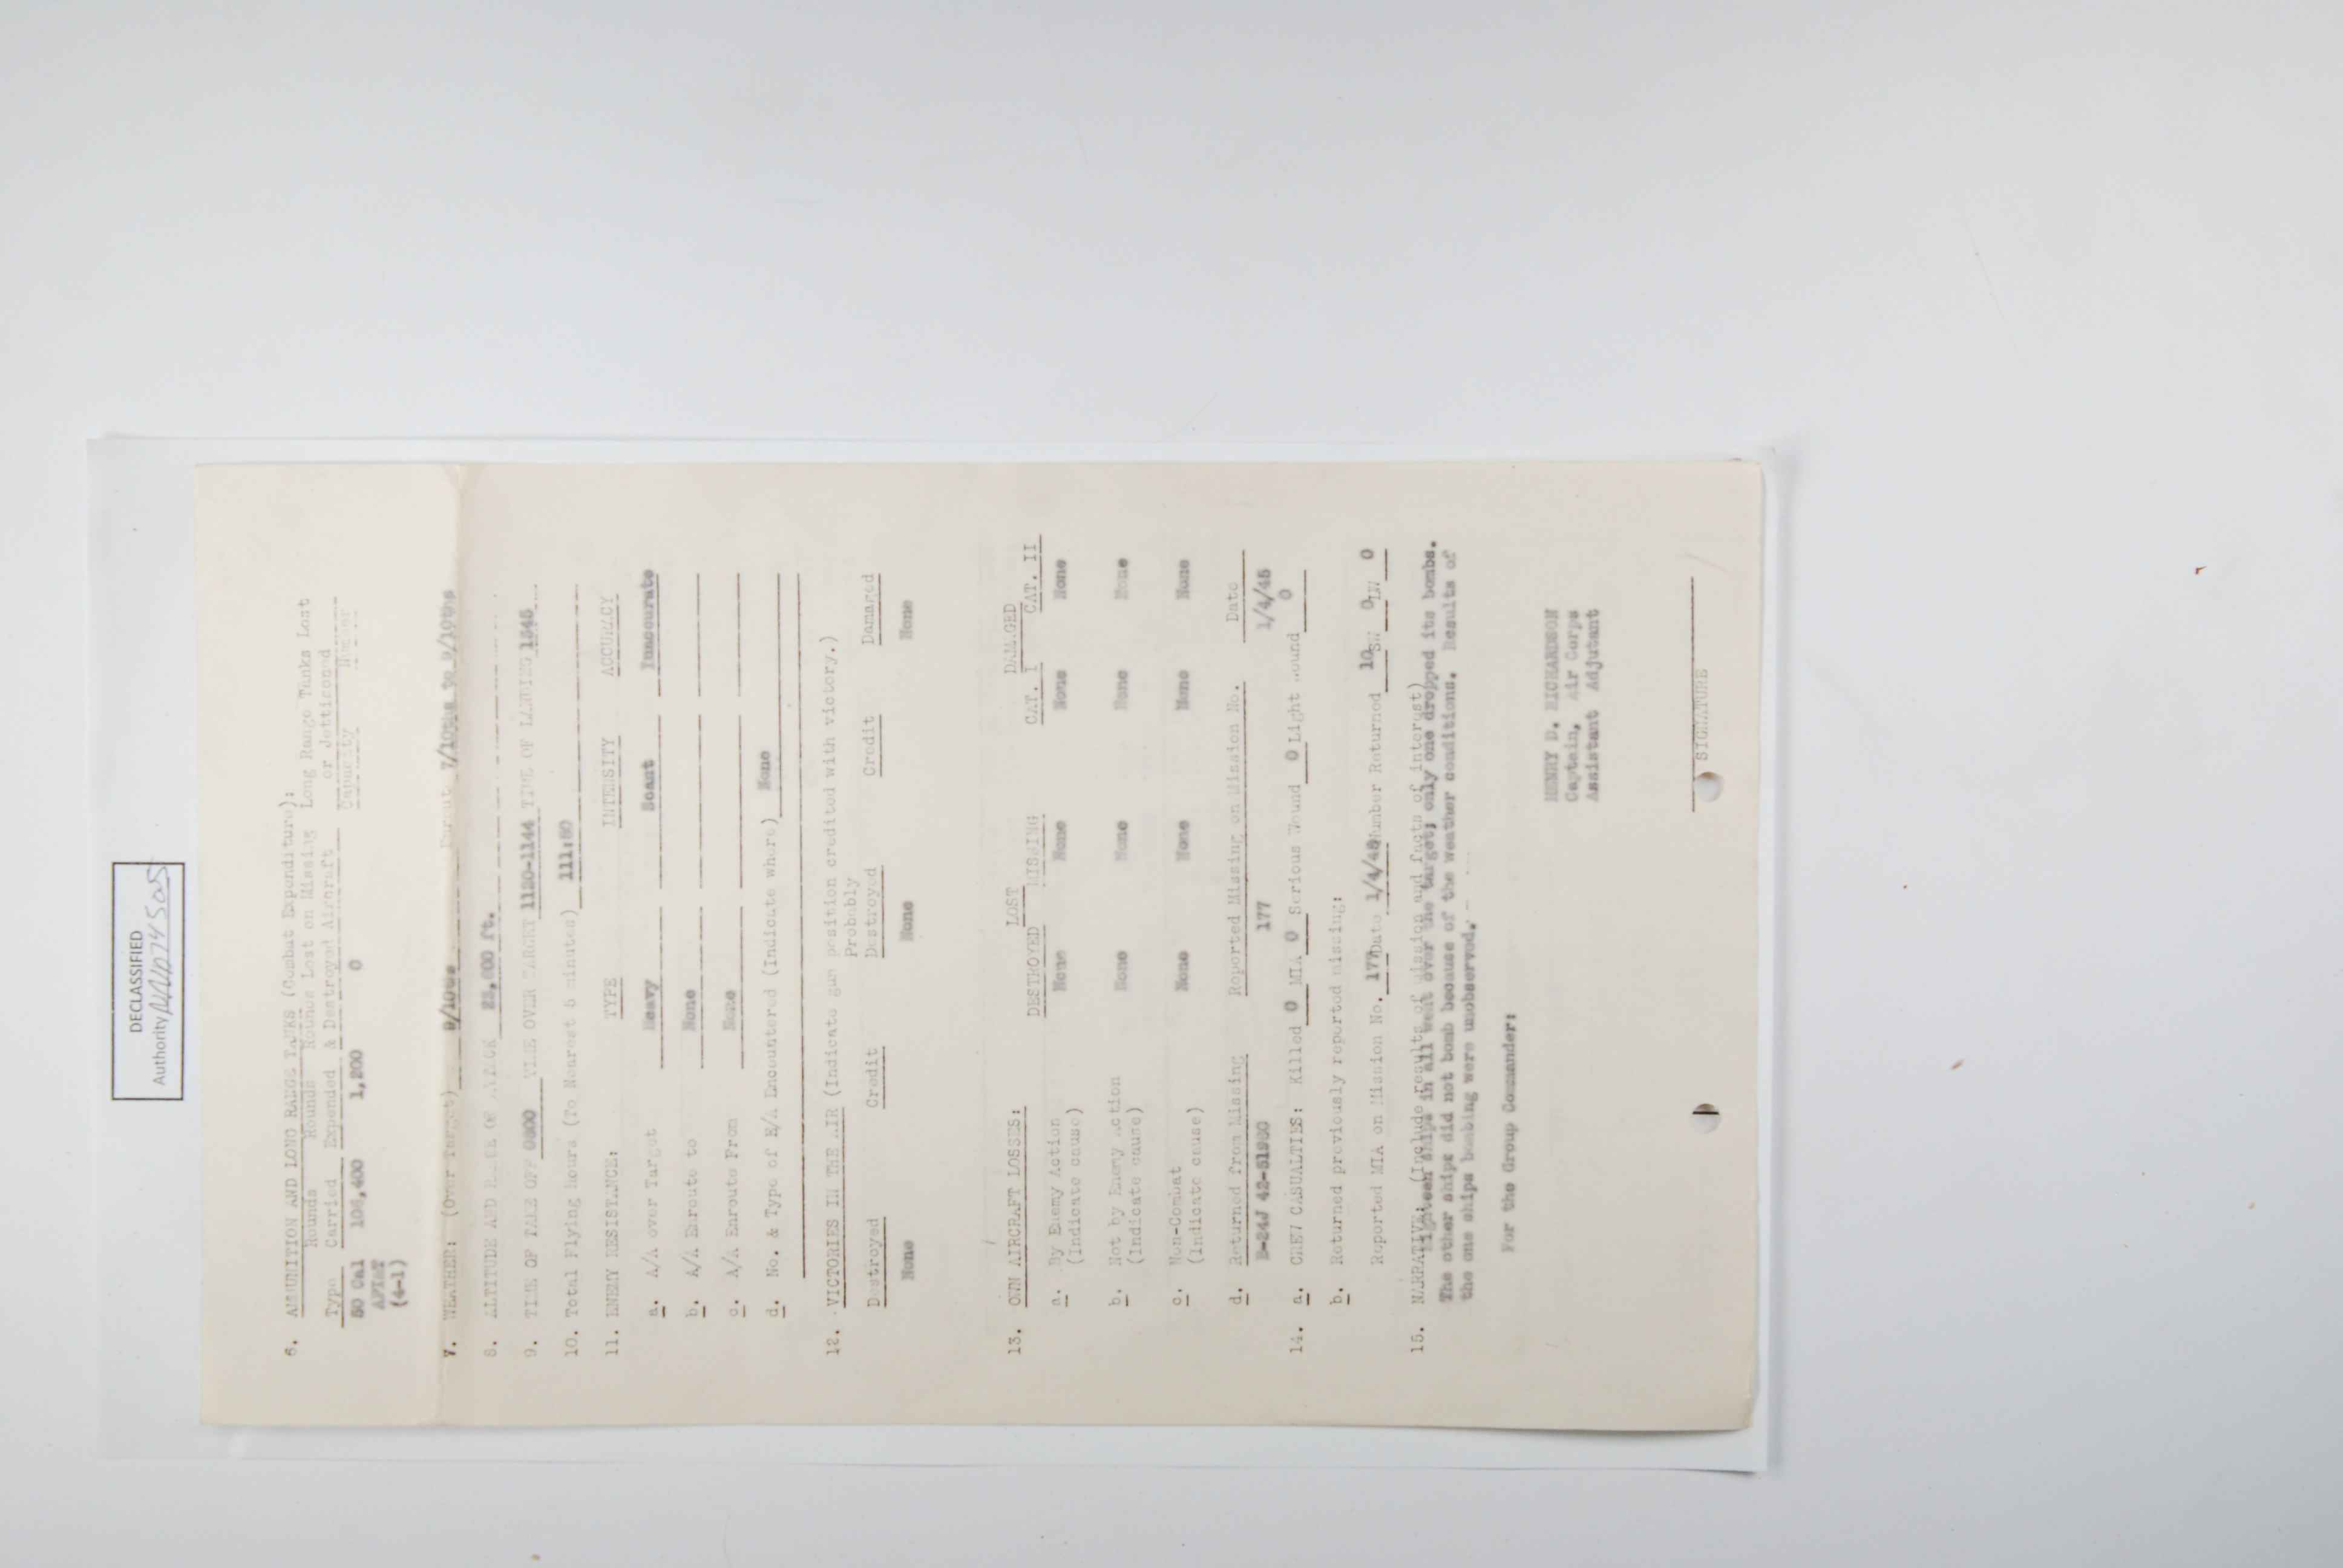 DECLASSIFIED
Authority NND 745005
6. AMMUNITION AND LONG RANGE TANKS (Combat Expenditure):
Rounds Rounds Rounds Lost on Missing Long Range Tanks Lost
Type Carried Expended & Destroyed Aircraft or Jettisoned
Capacity Number
50 Cal 106,400 1,200 0
API&T
(4-1)
7. WEATHER: (Over Target) 9/10ths Enroute 7/10ths to 9/10ths
8. ALTITUDE AND PLACE OF ATTACK 23,000 ft.
9. TIME OF TAKE OFF 0800 TIME OVER TARGET 1120-1144 TIME OF LANDING 1345
10. Total Flying hours (To Nearest 5 minutes) 111:50
11. ENEMY RESISTANCE: TYPE INTENSITY ACCURACY
a. A/A over Target Heavy Scant Inaccurate
b. A/A Enroute to None
c. A/A Enroute From None
d. No. & Type of E/A Encountered (Indicate where) None
12. VICTORIES IN THE AIR (Indicate gun position credited with victory.)
Probably
Destroyed Credit Destroyed Credit Damaged
None None None
13. OWN AIRCRAFT LOSSES: LOST DAMAGED
DESTROYED MISSING CAT. I CAT. II
a. By Enemy Action None None None None
(Indicate cause)
b. Not by Enemy Action None None None None
(Indicate cause)
c. Non-Combat None None None None
(Indicate cause)
d. Returned from Missing Reported Missing on Mission No. Date
B-24J 42-51980 177 1/4/45
14. a. CREW CASUALTIES: Killed 0 MIA 0 Serious Wound 0 Light Wound 0
b. Returned previously reported missing:
Reported MIA on Mission No. 177 Date 1/4/45 Number Returned 10 SW 0 LW 0
15. NARRATIVE: (Include results of mission and facts of interest)
Eighteen ships in all went over the target; only one dropped its bombs.
The other ships did not bomb because of the weather conditions. Results of
the one ships bombing were unobserved.
For the Group Commander:
HENRY D. RICHARDSON
Captain, Air Corps
Assistant Adjutant
SIGNATURE